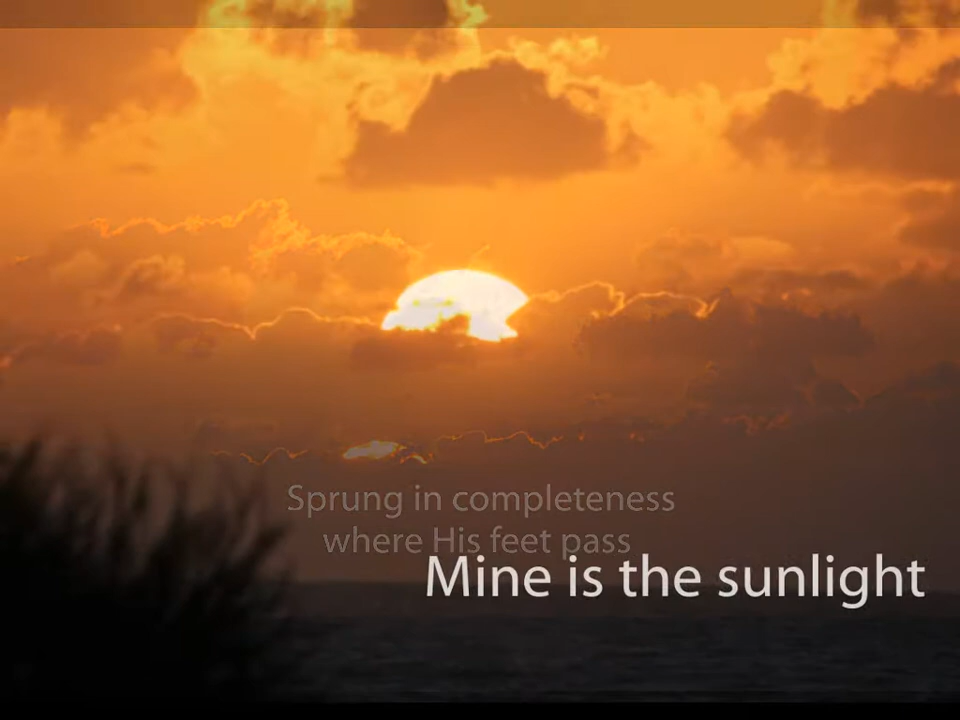 Sprung in completeness
where His feet pass
Mine is the sunlight